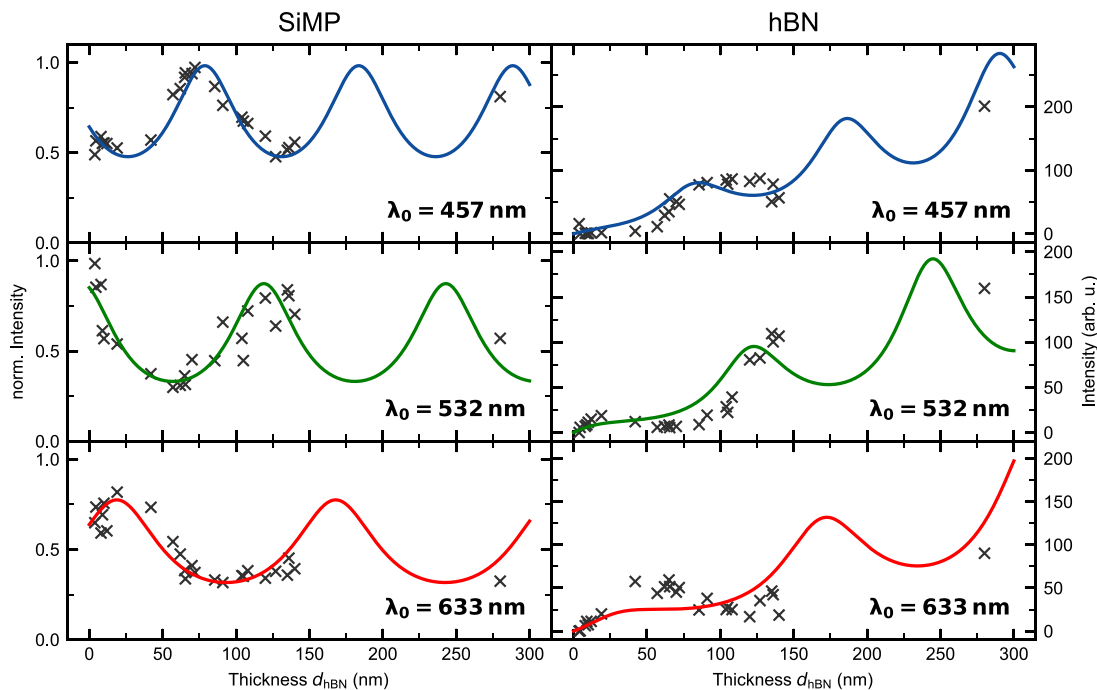 SiMP hBN
1.0
0.5
0.0
λ₀ = 457 nm
200
100
0
λ₀ = 457 nm
1.0
0.5
0.0
λ₀ = 532 nm
200
150
100
50
0
λ₀ = 532 nm
1.0
0.5
0.0
λ₀ = 633 nm
200
150
100
50
0
λ₀ = 633 nm
norm. Intensity
Intensity (arb. u.)
0 50 100 150 200 250 300
0 50 100 150 200 250 300
Thickness d_hBN (nm)
Thickness d_hBN (nm)